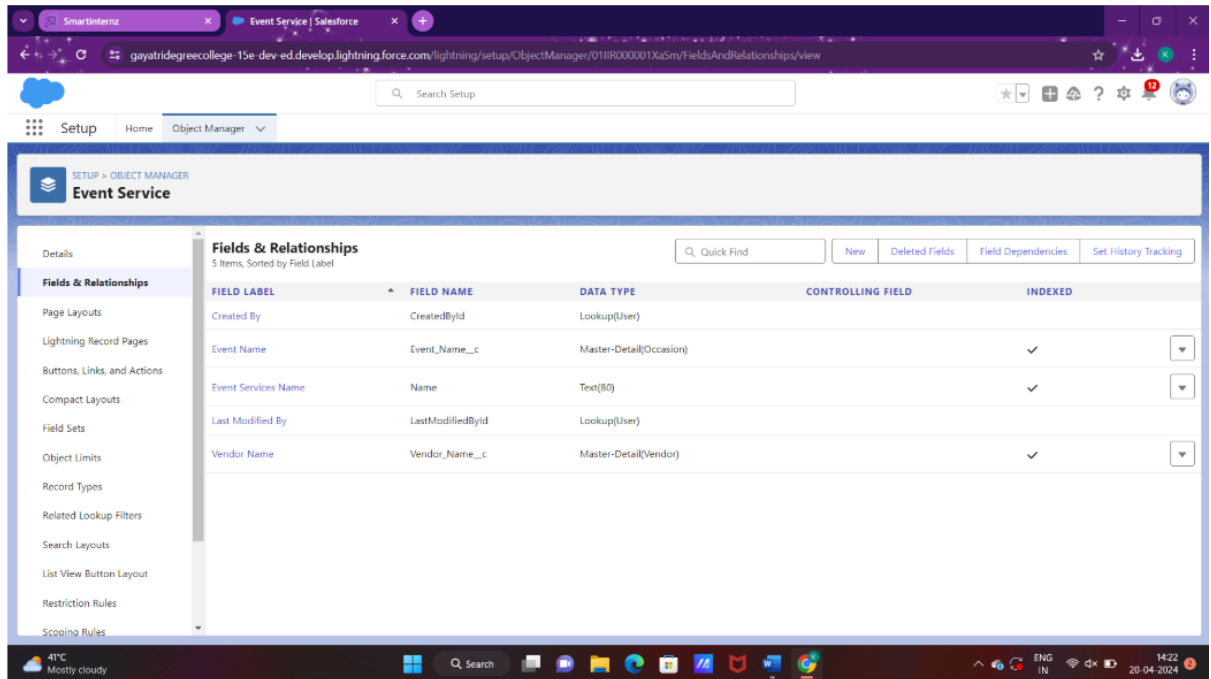 Smartinternz
Event Service | Salesforce
gayatridegreecollege-15e-dev-ed.develop.lightning.force.com/lightning/setup/ObjectManager/01IIR000001XaSm/FieldsAndRelationships/view
K
Search Setup
12
Setup Home Object Manager
SETUP > OBJECT MANAGER
Event Service
Details
Fields & Relationships
Page Layouts
Lightning Record Pages
Buttons, Links, and Actions
Compact Layouts
Field Sets
Object Limits
Record Types
Related Lookup Filters
Search Layouts
List View Button Layout
Restriction Rules
Scoping Rules
Fields & Relationships
5 Items, Sorted by Field Label
Quick Find New Deleted Fields Field Dependencies Set History Tracking
FIELD LABEL FIELD NAME DATA TYPE CONTROLLING FIELD INDEXED
Created By CreatedById Lookup(User)
Event Name Event_Name__c Master-Detail(Occasion)
Event Services Name Name Text(80)
Last Modified By LastModifiedById Lookup(User)
Vendor Name Vendor_Name__c Master-Detail(Vendor)
41°C
Mostly cloudy
Search
ENG
IN
14:22
20-04-2024